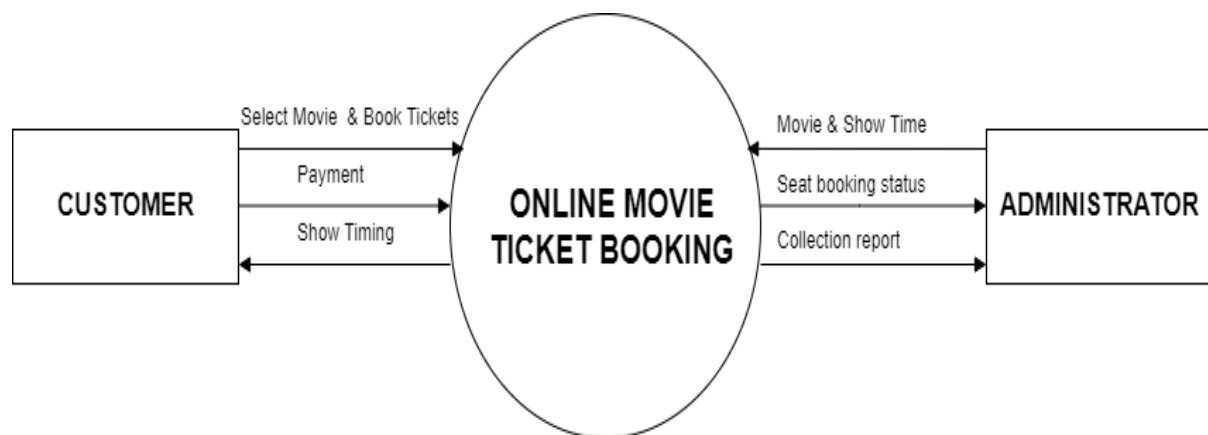 Select Movie & Book Tickets
Payment
Show Timing
CUSTOMER
ONLINE MOVIE
TICKET BOOKING
Movie & Show Time
Seat booking status
Collection report
ADMINISTRATOR